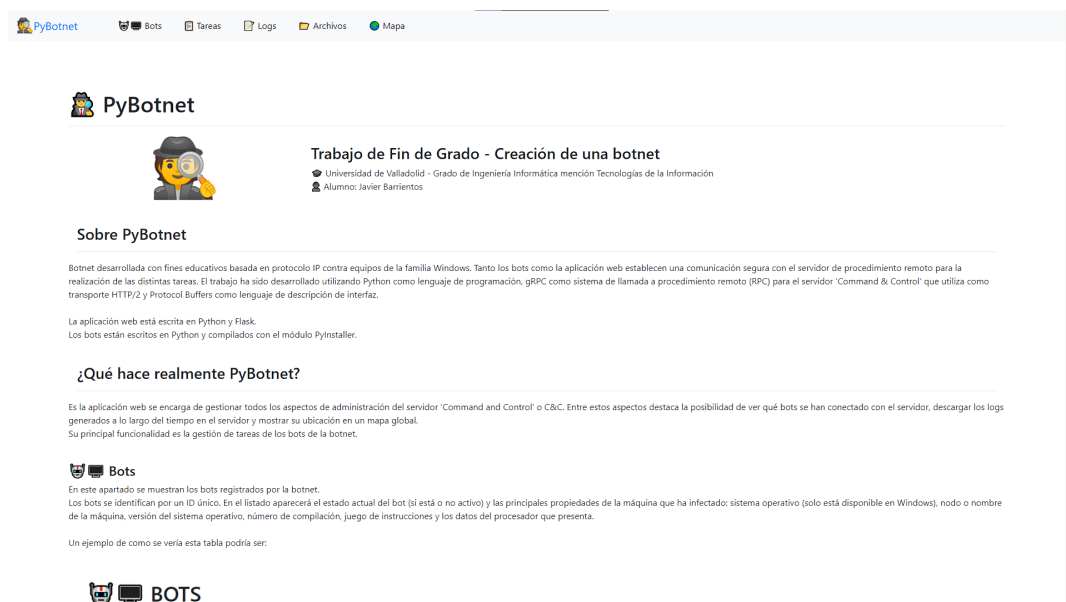 PyBotnet
Bots
Tareas
Logs
Archivos
Mapa
PyBotnet
Trabajo de Fin de Grado - Creación de una botnet
Universidad de Valladolid - Grado de Ingeniería Informática mención Tecnologías de la Información
Alumno: Javier Barrientos
Sobre PyBotnet
Botnet desarrollada con fines educativos basada en protocolo IP contra equipos de la familia Windows. Tanto los bots como la aplicación web establecen una comunicación segura con el servidor de procedimiento remoto para la
realización de las distintas tareas. El trabajo ha sido desarrollado utilizando Python como lenguaje de programación, gRPC como sistema de llamada a procedimiento remoto (RPC) para el servidor 'Command & Control' que utiliza como
transporte HTTP/2 y Protocol Buffers como lenguaje de descripción de interfaz.
La aplicación web está escrita en Python y Flask.
Los bots están escritos en Python y compilados con el módulo PyInstaller.
¿Qué hace realmente PyBotnet?
Es la aplicación web se encarga de gestionar todos los aspectos de administración del servidor 'Command and Control' o C&C. Entre estos aspectos destaca la posibilidad de ver qué bots se han conectado con el servidor, descargar los logs
generados a lo largo del tiempo en el servidor y mostrar su ubicación en un mapa global.
Su principal funcionalidad es la gestión de tareas de los bots de la botnet.
Bots
En este apartado se muestran los bots registrados por la botnet.
Los bots se identifican por un ID único. En el listado aparecerá el estado actual del bot (si está o no activo) y las principales propiedades de la máquina que ha infectado: sistema operativo (solo está disponible en Windows), nodo o nombre
de la máquina, versión del sistema operativo, número de compilación, juego de instrucciones y los datos del procesador que presenta.
Un ejemplo de como se vería esta tabla podría ser:
BOTS